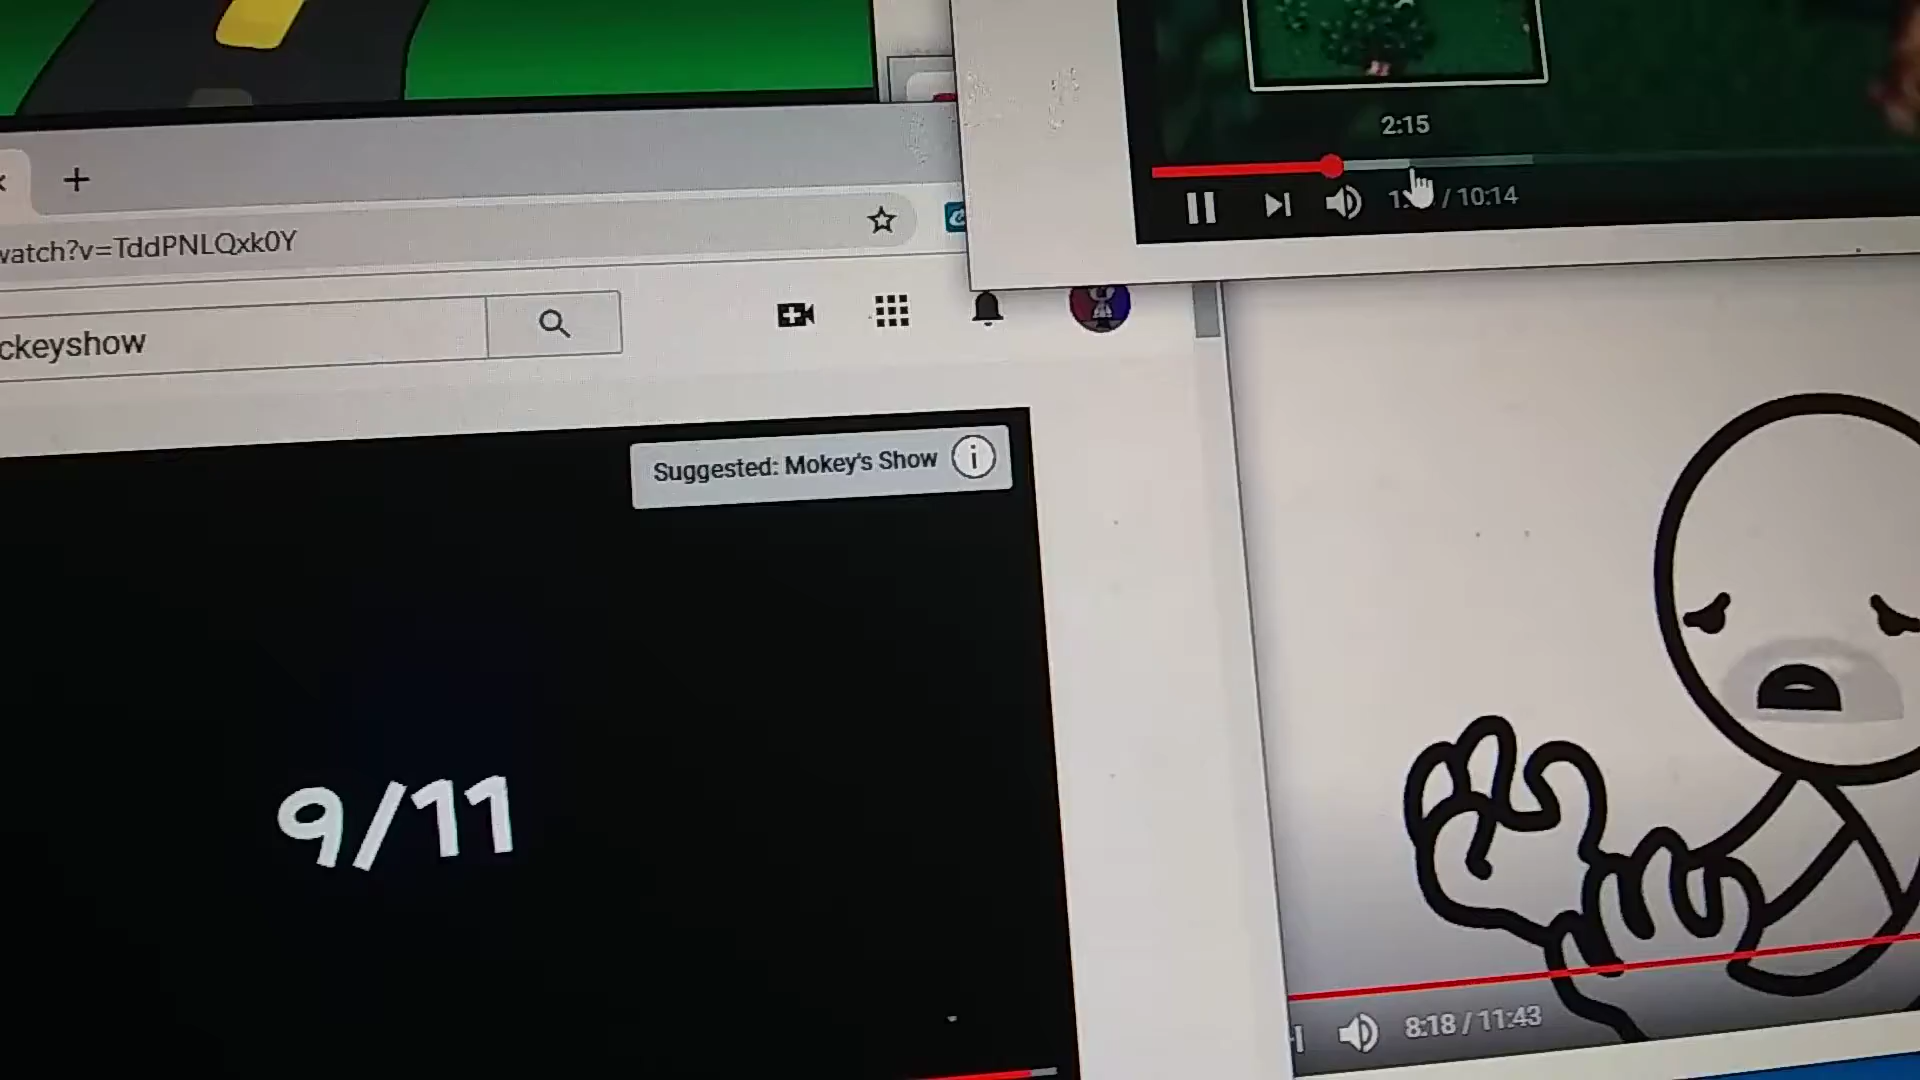 2:15
/ 10:14
watch?v=TddPNLQxk0Y
ckeyshow
Suggested: Mokey's Show
9/11
8:18 / 11:43